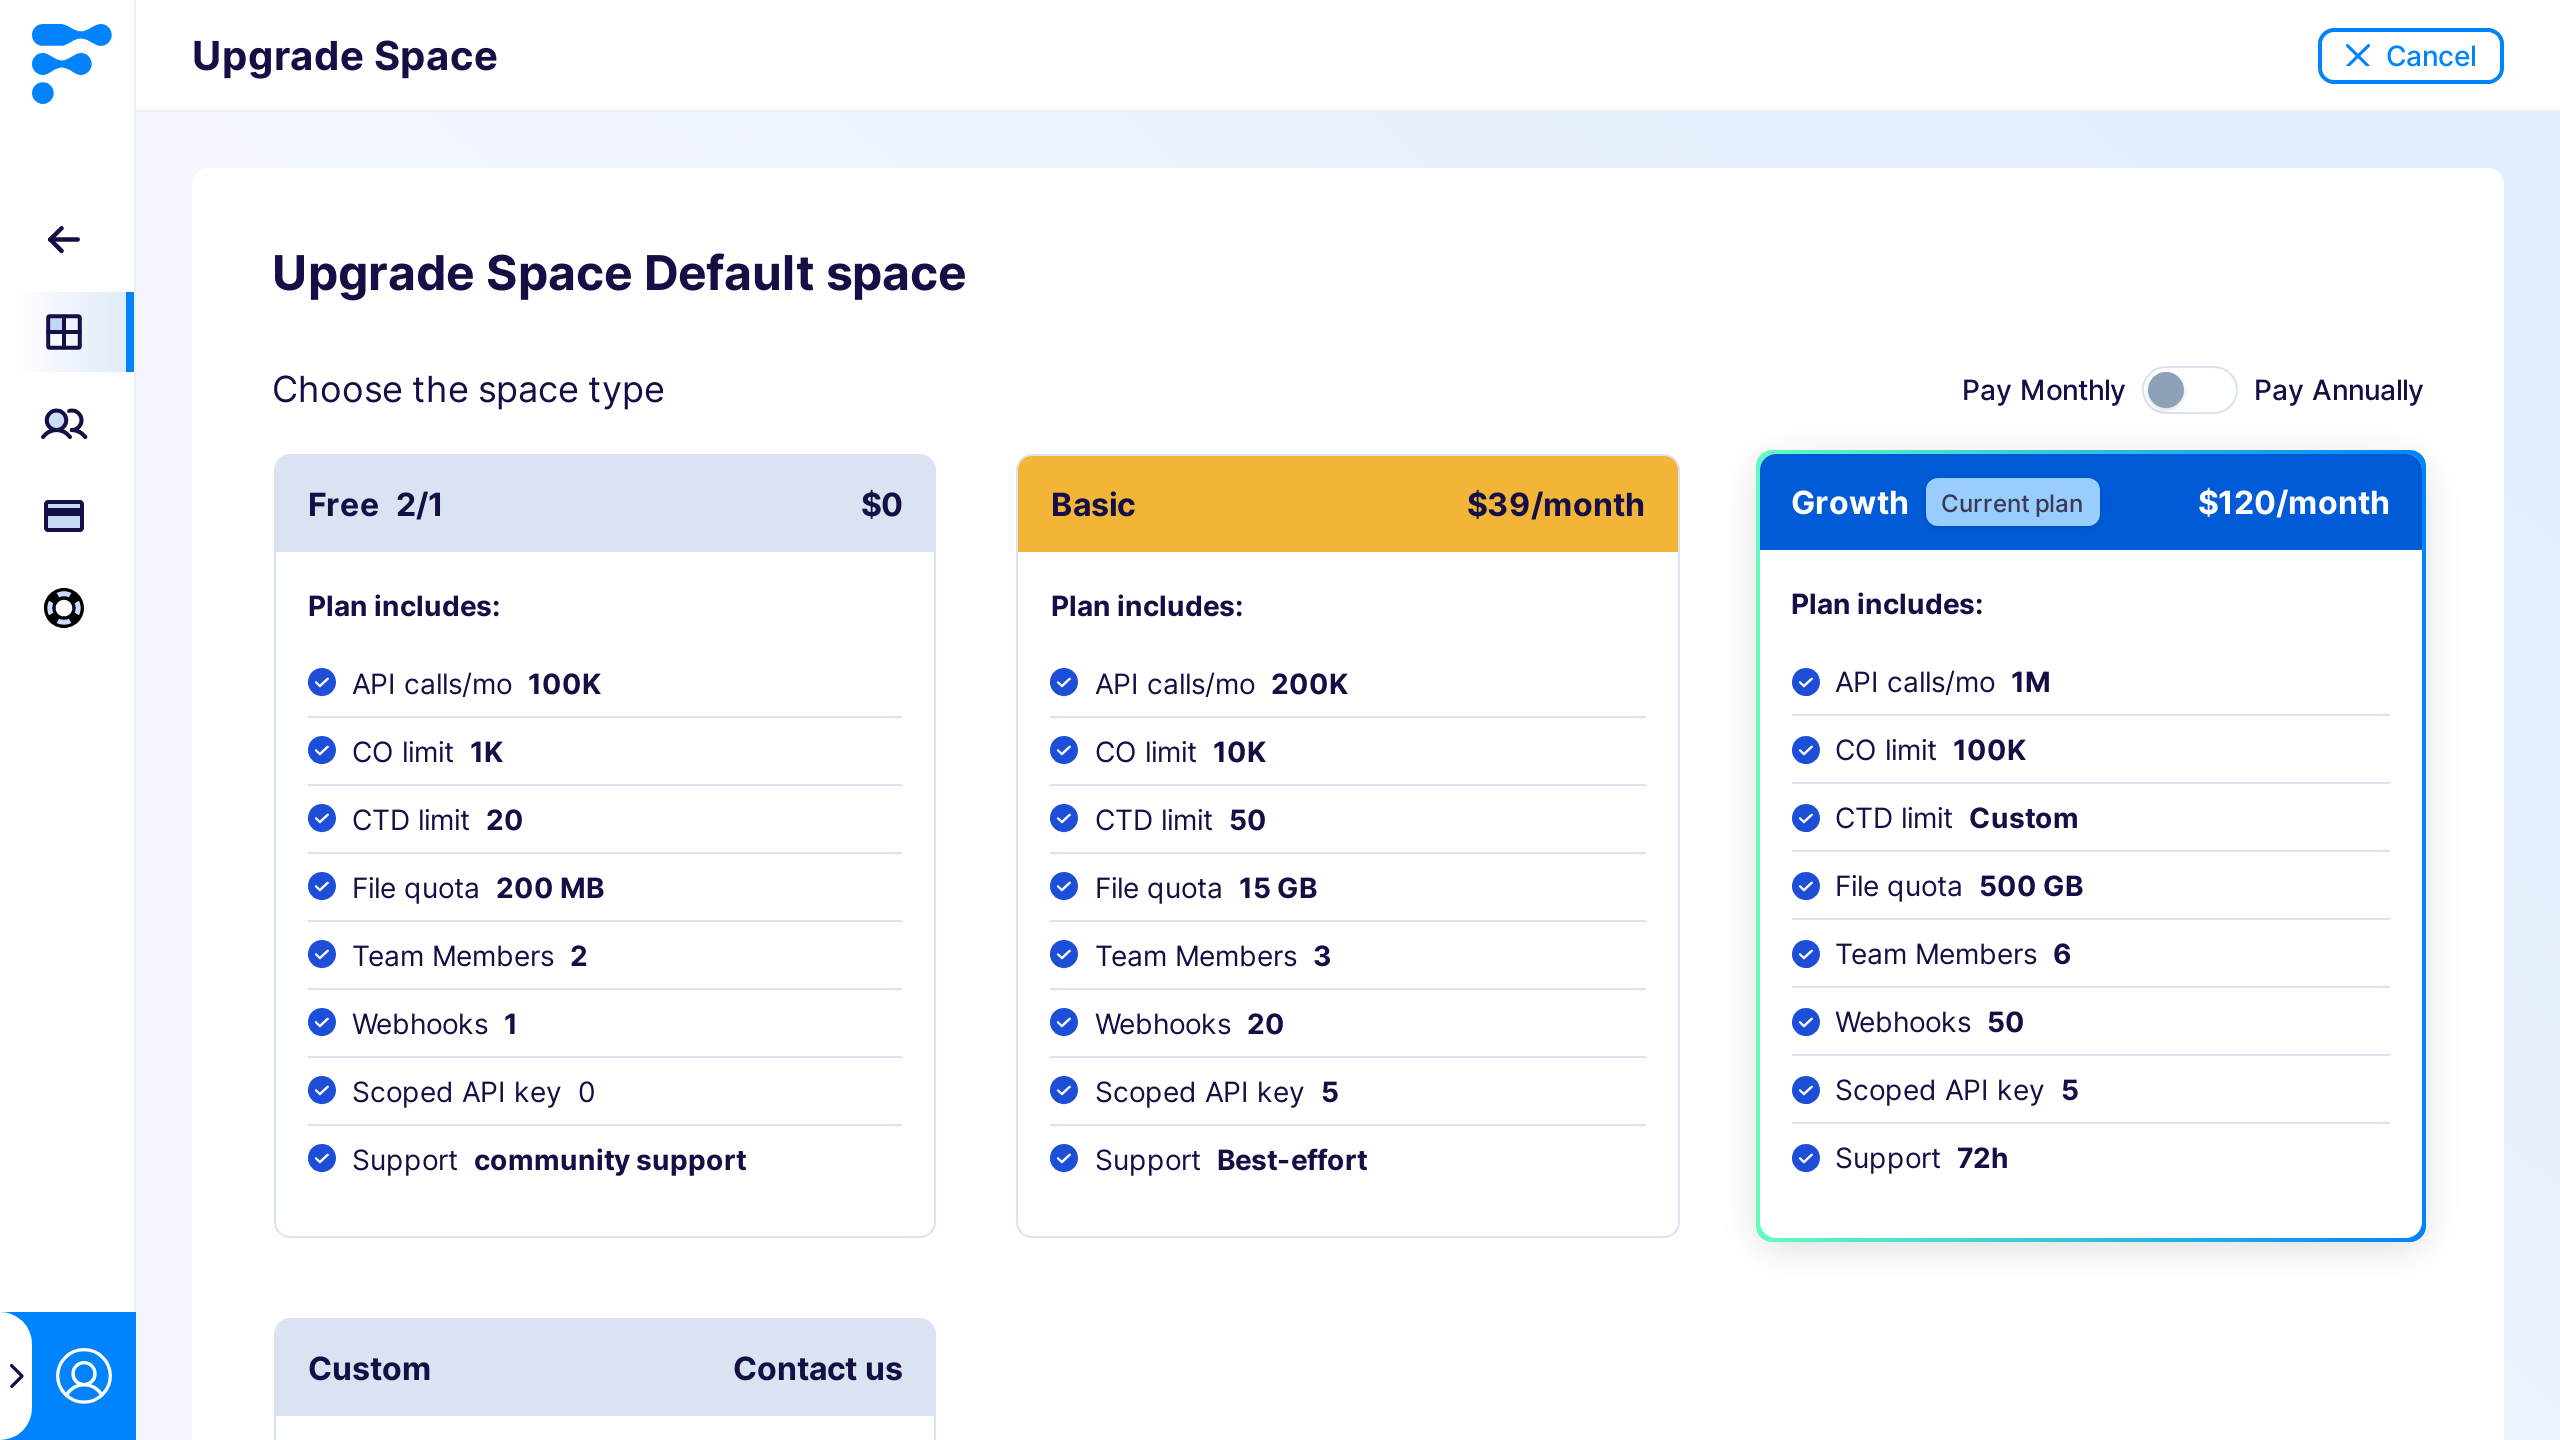 Upgrade Space
Cancel
Upgrade Space Default space
Choose the space type
Pay Monthly
Pay Annually
Free 2/1 $0
Plan includes:
API calls/mo 100K
CO limit 1K
CTD limit 20
File quota 200 MB
Team Members 2
Webhooks 1
Scoped API key 0
Support community support
Basic $39/month
Plan includes:
API calls/mo 200K
CO limit 10K
CTD limit 50
File quota 15 GB
Team Members 3
Webhooks 20
Scoped API key 5
Support Best-effort
Growth Current plan $120/month
Plan includes:
API calls/mo 1M
CO limit 100K
CTD limit Custom
File quota 500 GB
Team Members 6
Webhooks 50
Scoped API key 5
Support 72h
Custom Contact us